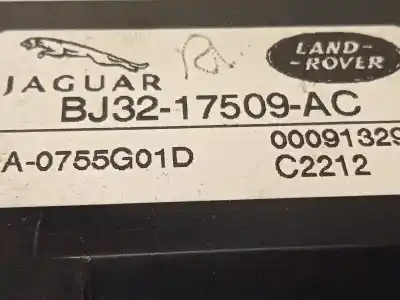 JAGUAR
LAND-
-ROVER
BJ32-17509-AC
A-0755G01D
00091329
C2212